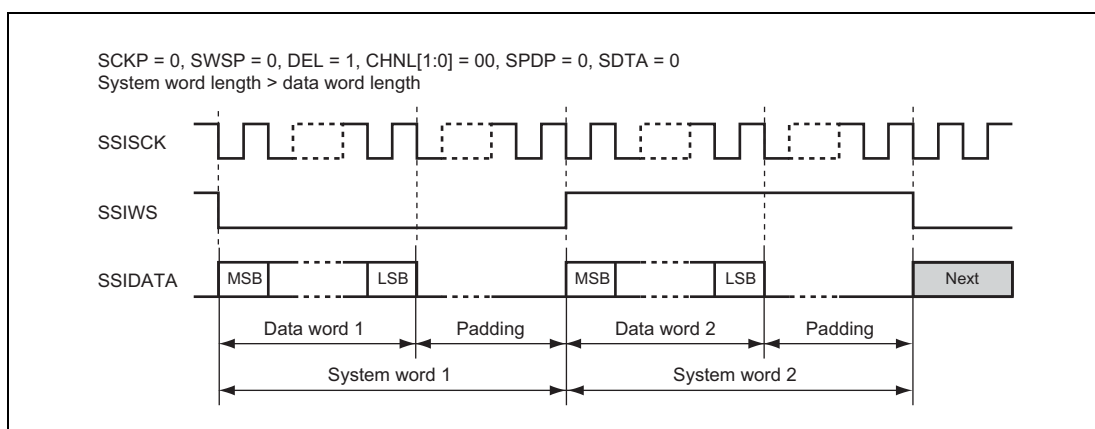 SCKP = 0, SWSP = 0, DEL = 1, CHNL[1:0] = 00, SPDP = 0, SDTA = 0
System word length > data word length
SSISCK
SSIWS
SSIDATA
MSB LSB MSB LSB Next
Data word 1 Padding Data word 2 Padding
System word 1 System word 2